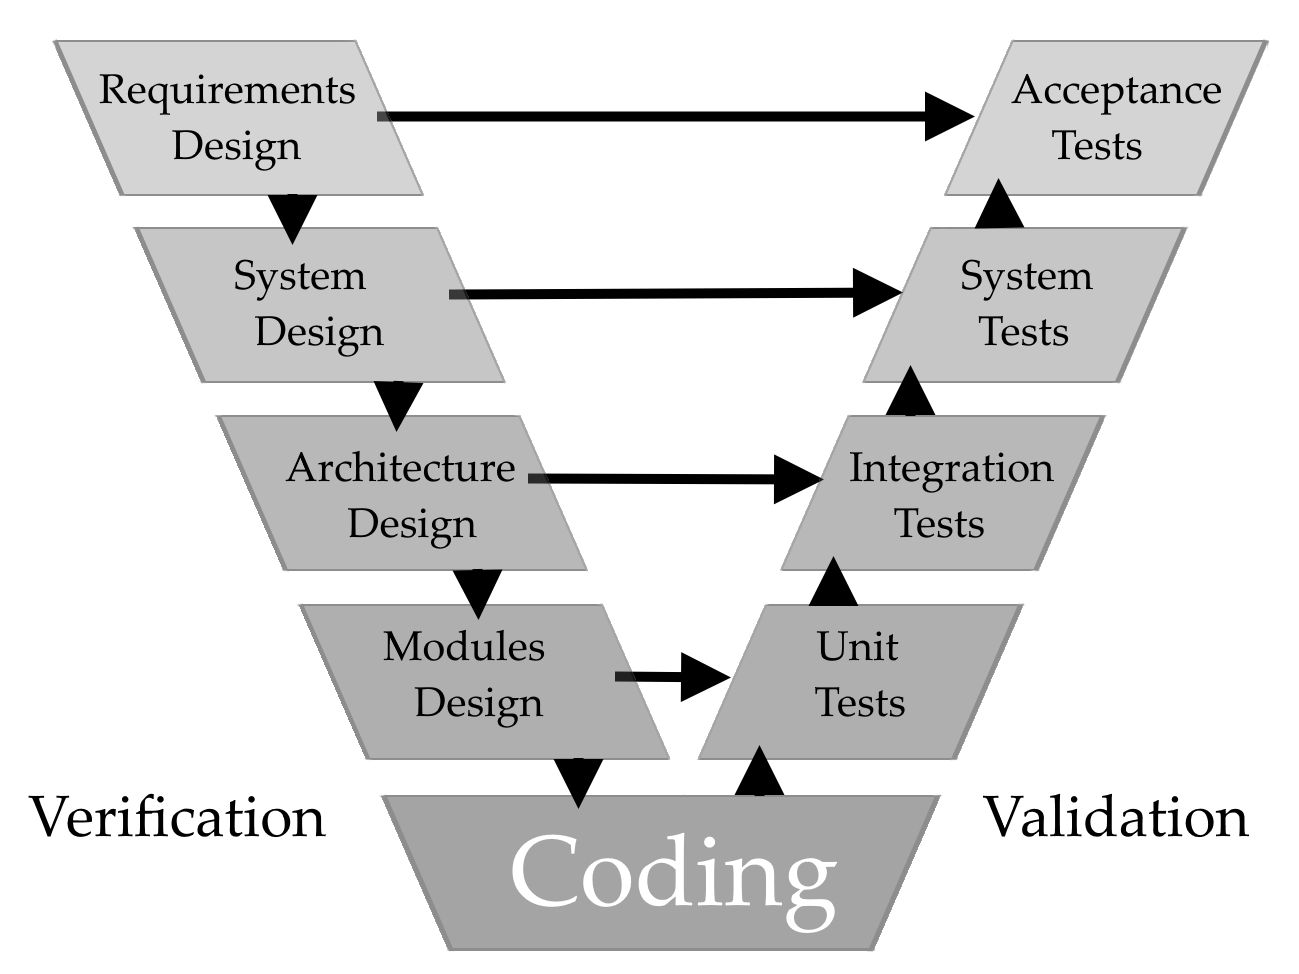 Requirements
Design
Acceptance
Tests
System
Design
System
Tests
Architecture
Design
Integration
Tests
Modules
Design
Unit
Tests
Verification
Coding
Validation